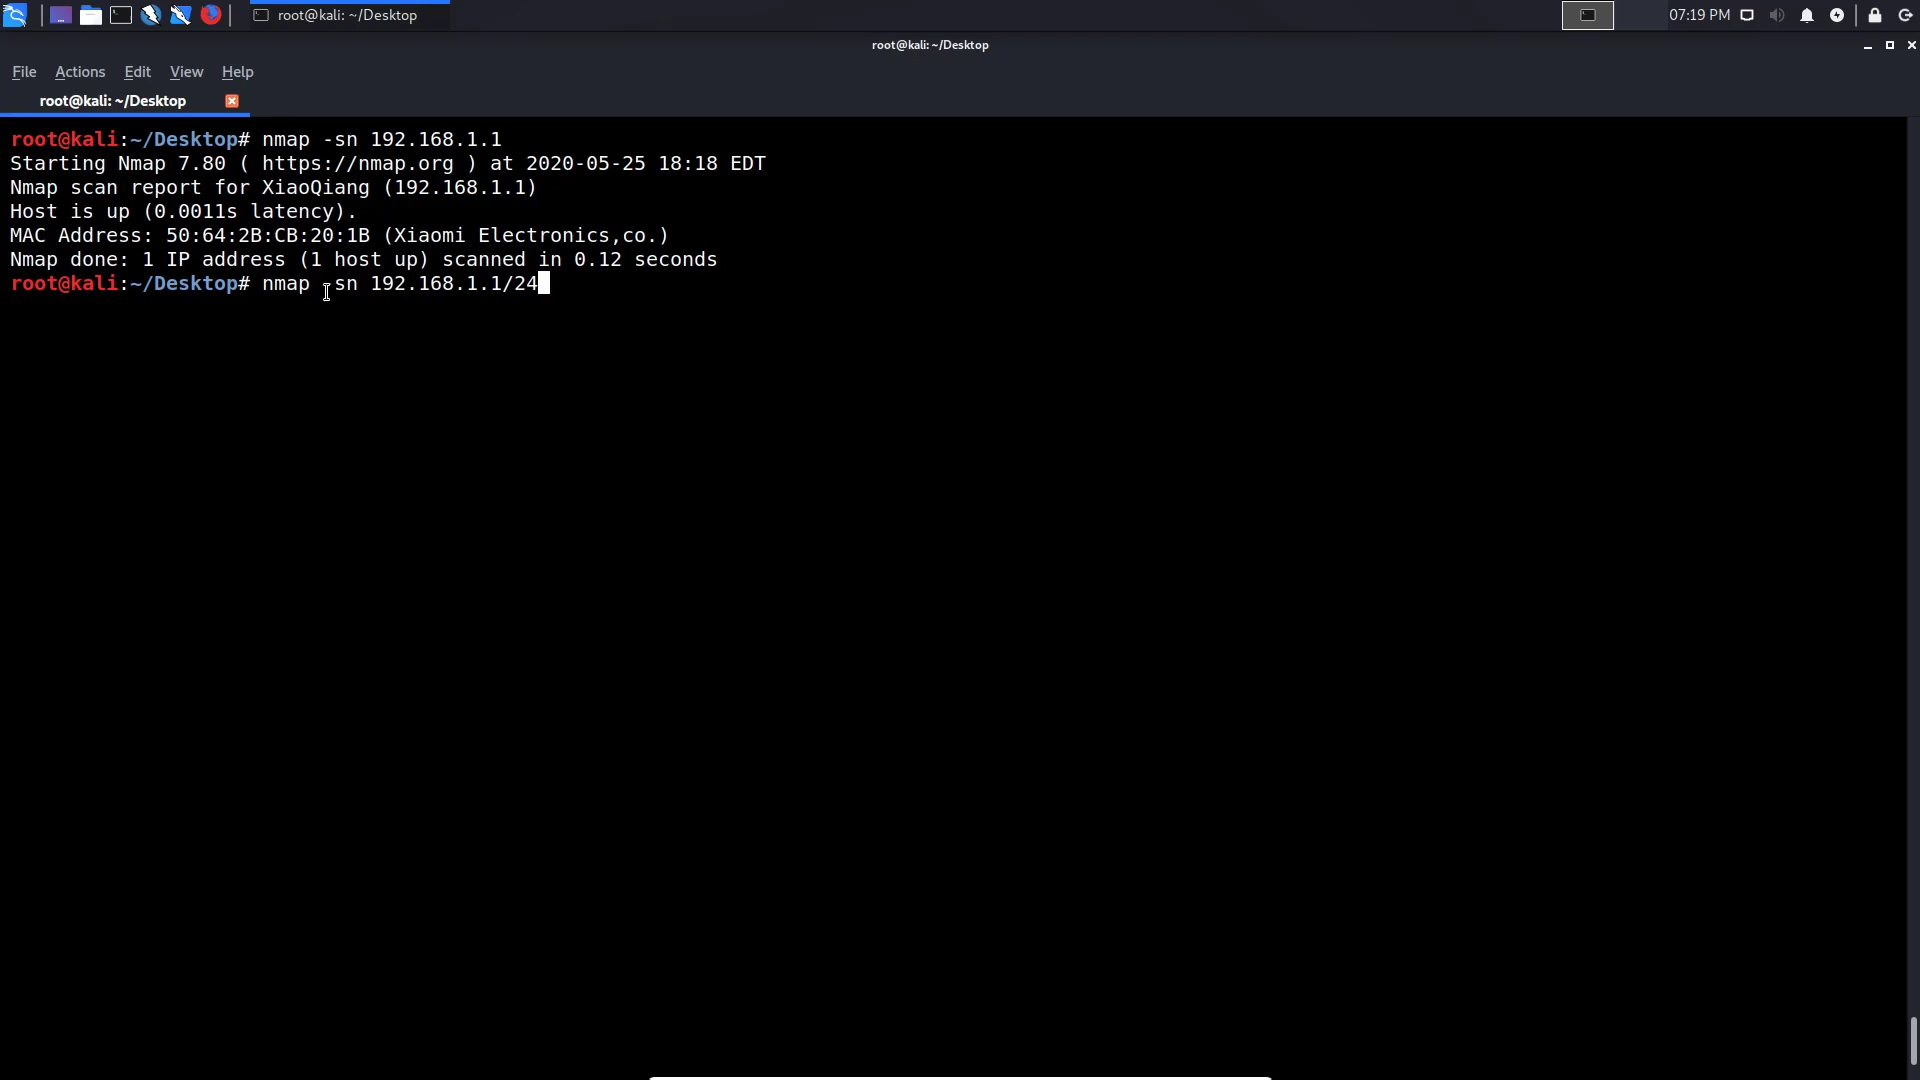 root@kali: ~/Desktop
07:19 PM
root@kali: ~/Desktop
File Actions Edit View Help
root@kali: ~/Desktop
root@kali:~/Desktop# nmap -sn 192.168.1.1
Starting Nmap 7.80 ( https://nmap.org ) at 2020-05-25 18:18 EDT
Nmap scan report for XiaoQiang (192.168.1.1)
Host is up (0.0011s latency).
MAC Address: 50:64:2B:CB:20:1B (Xiaomi Electronics,co.)
Nmap done: 1 IP address (1 host up) scanned in 0.12 seconds
root@kali:~/Desktop# nmap -sn 192.168.1.1/24